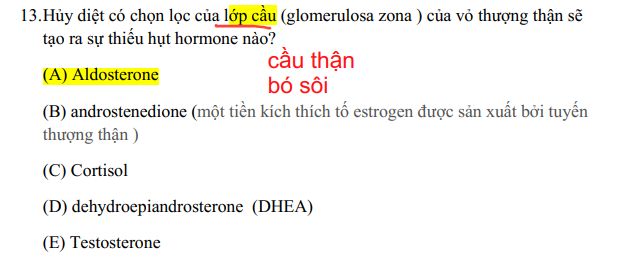 13.Hủy diệt có chọn lọc của lớp cầu (glomerulosa zona ) của vỏ thượng thận sẽ
tạo ra sự thiếu hụt hormone nào?
cầu thận
bó sôi
(A) Aldosterone
(B) androstenedione (một tiền kích thích tố estrogen được sản xuất bởi tuyến
thượng thận )
(C) Cortisol
(D) dehydroepiandrosterone (DHEA)
(E) Testosterone